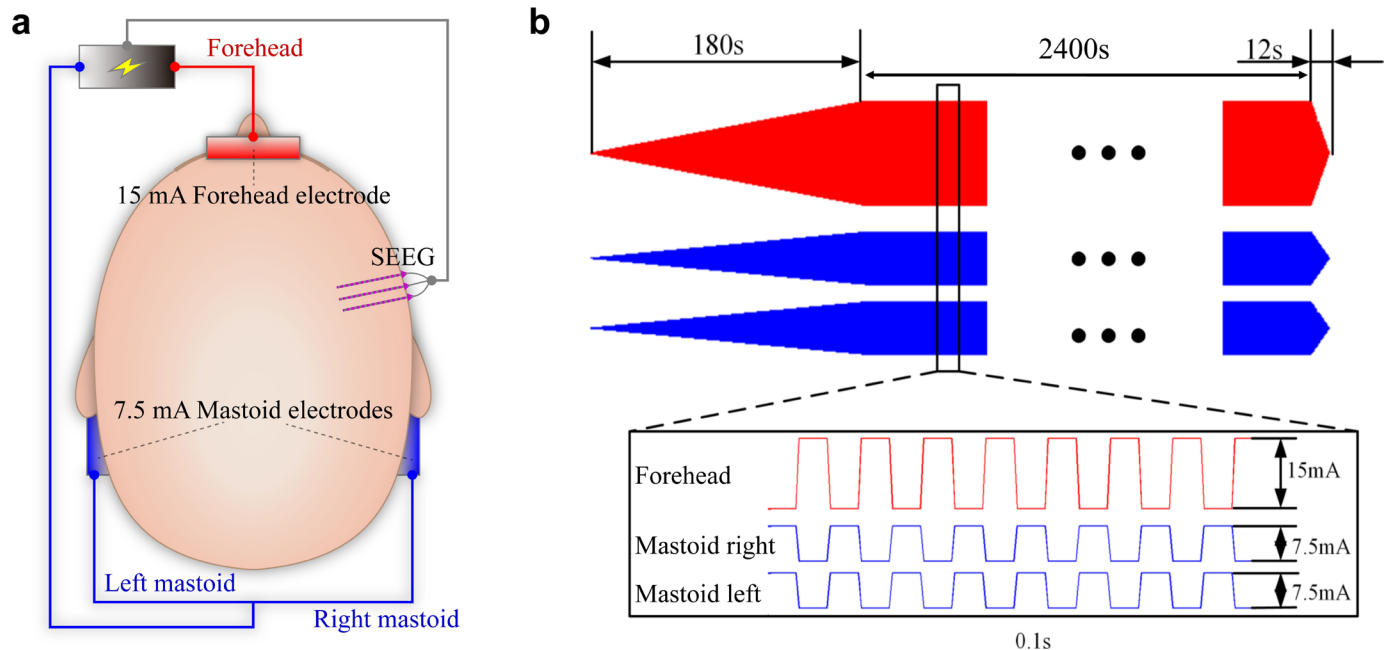 a
Forehead
15 mA Forehead electrode
SEEG
7.5 mA Mastoid electrodes
Left mastoid
Right mastoid
b
180s
2400s
12s
Forehead
15mA
Mastoid right
7.5mA
Mastoid left
7.5mA
0.1s